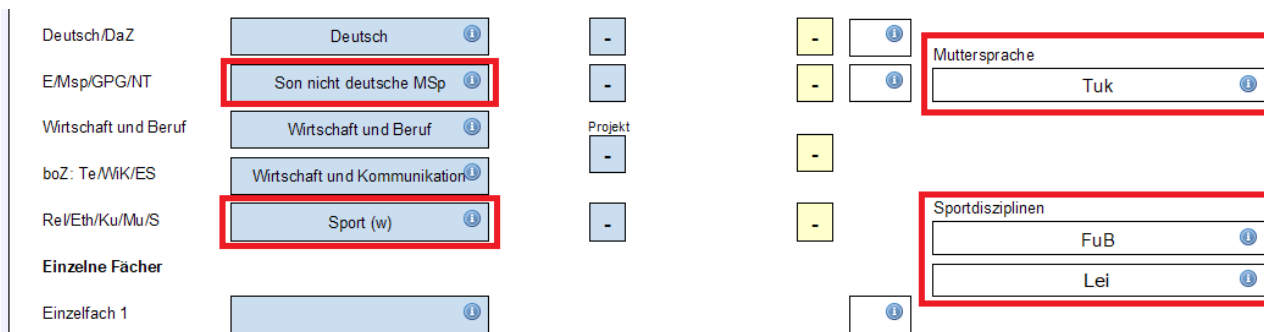 Deutsch/DaZ Deutsch - -
Muttersprache
E/Msp/GPG/NT Son nicht deutsche MSp - - Tuk
Wirtschaft und Beruf Wirtschaft und Beruf Projekt
- -
boZ: Te/WiK/ES Wirtschaft und Kommunikation
Sportdisziplinen
Rel/Eth/Ku/Mu/S Sport (w) - -
FuB
Einzelne Fächer
Lei
Einzelfach 1